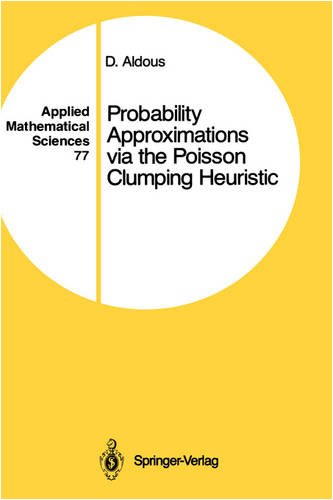 D. Aldous
Applied
Mathematical
Sciences
77
Probability
Approximations
via the Poisson
Clumping Heuristic
Springer-Verlag